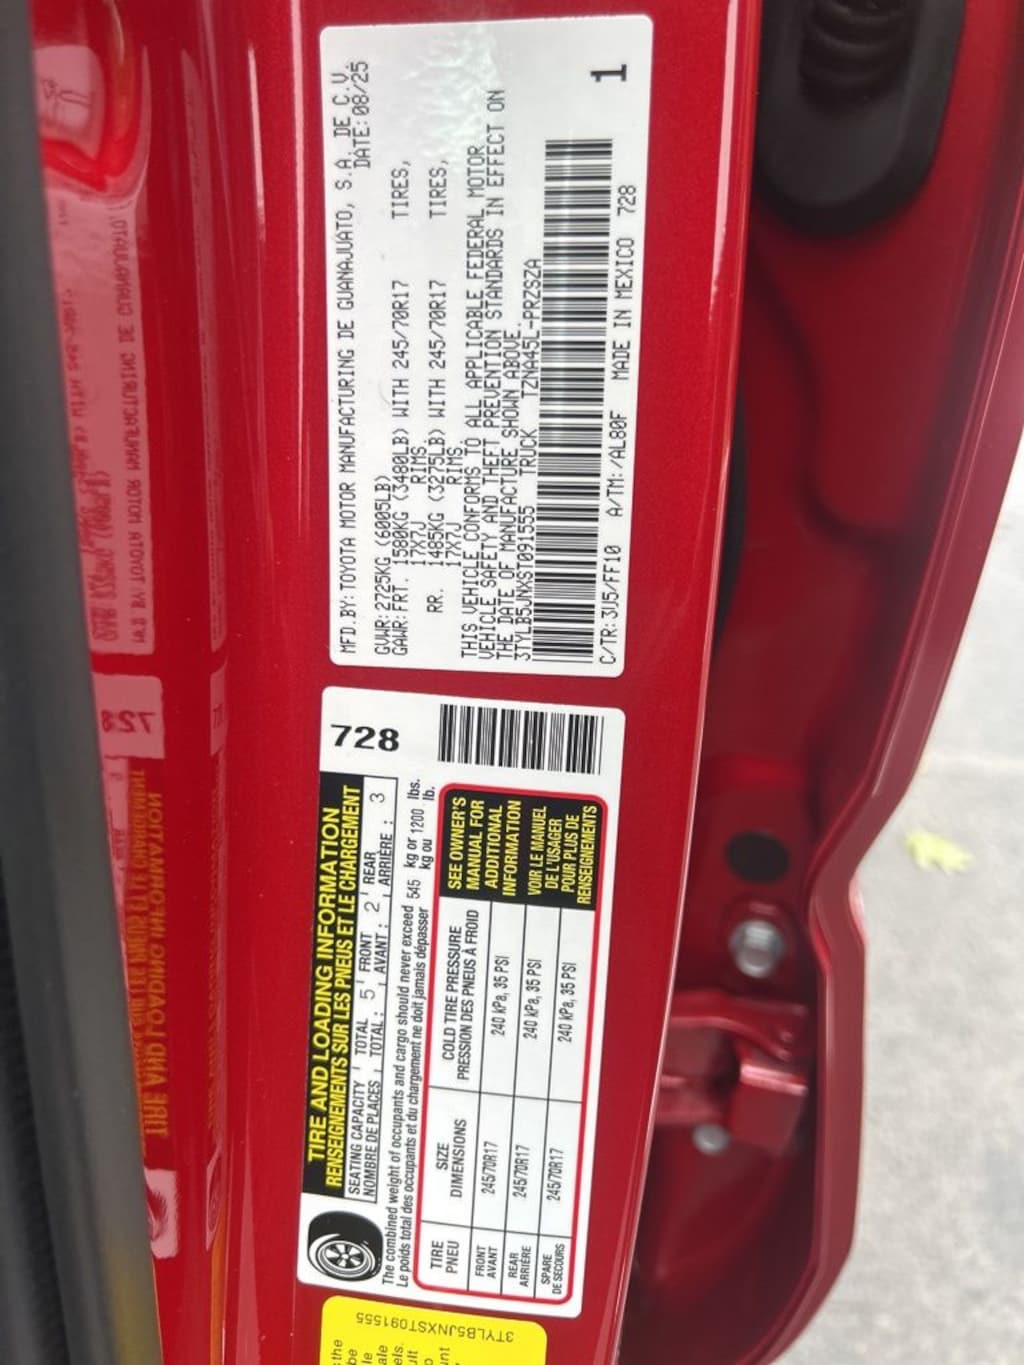 MFD.BY: TOYOTA MOTOR MANUFACTURING DE GUANAJUATO, S.A. DE C.V.
DATE: 08/25
GVWR: 2725KG (6005LB)
GAWR: FRT. 1580KG (3480LB) WITH 245/70R17 TIRES,
17X7J RIMS.
RR. 1485KG (3275LB) WITH 245/70R17 TIRES,
17X7J RIMS.
THIS VEHICLE CONFORMS TO ALL APPLICABLE FEDERAL MOTOR
VEHICLE SAFETY AND THEFT PREVENTION STANDARDS IN EFFECT ON
THE DATE OF MANUFACTURE SHOWN ABOVE.
3TYLB5JNXST091555 TRUCK TZNA45L-PRZSZA
1
C/TR: 3U5/FF10 A/TM: /AL80F MADE IN MEXICO 728
728
TIRE AND LOADING INFORMATION
RENSEIGNEMENTS SUR LES PNEUS ET LE CHARGEMENT
SEATING CAPACITY TOTAL 5 FRONT 2 REAR 3
NOMBRE DE PLACES TOTAL: AVANT: ARRIÈRE:
The combined weight of occupants and cargo should never exceed 545 kg or 1200 lbs.
Le poids total des occupants et du chargement ne doit jamais dépasser kg ou lb.
TIRE PNEU
SIZE DIMENSIONS
COLD TIRE PRESSURE PRESSION DES PNEUS À FROID
FRONT AVANT 245/70R17 240 kPa, 35 PSI
REAR ARRIÈRE 245/70R17 240 kPa, 35 PSI
SPARE DE SECOURS 245/70R17 240 kPa, 35 PSI
SEE OWNER'S
MANUAL FOR
ADDITIONAL
INFORMATION
VOIR LE MANUEL
DE L'USAGER
POUR PLUS DE
RENSEIGNEMENTS
3TYLB5JNXST091555